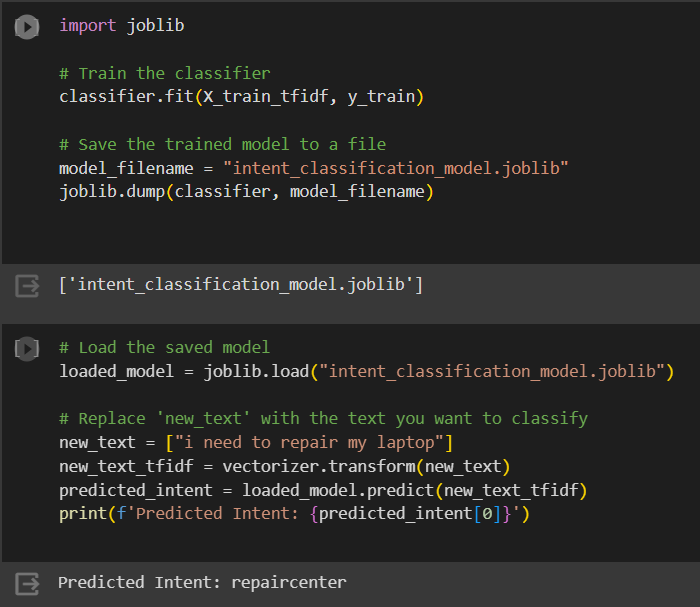 import joblib
# Train the classifier
classifier.fit(X_train_tfidf, y_train)
# Save the trained model to a file
model_filename = "intent_classification_model.joblib"
joblib.dump(classifier, model_filename)
['intent_classification_model.joblib']
# Load the saved model
loaded_model = joblib.load("intent_classification_model.joblib")
# Replace 'new_text' with the text you want to classify
new_text = ["i need to repair my laptop"]
new_text_tfidf = vectorizer.transform(new_text)
predicted_intent = loaded_model.predict(new_text_tfidf)
print(f'Predicted Intent: {predicted_intent[0]}')
Predicted Intent: repaircenter